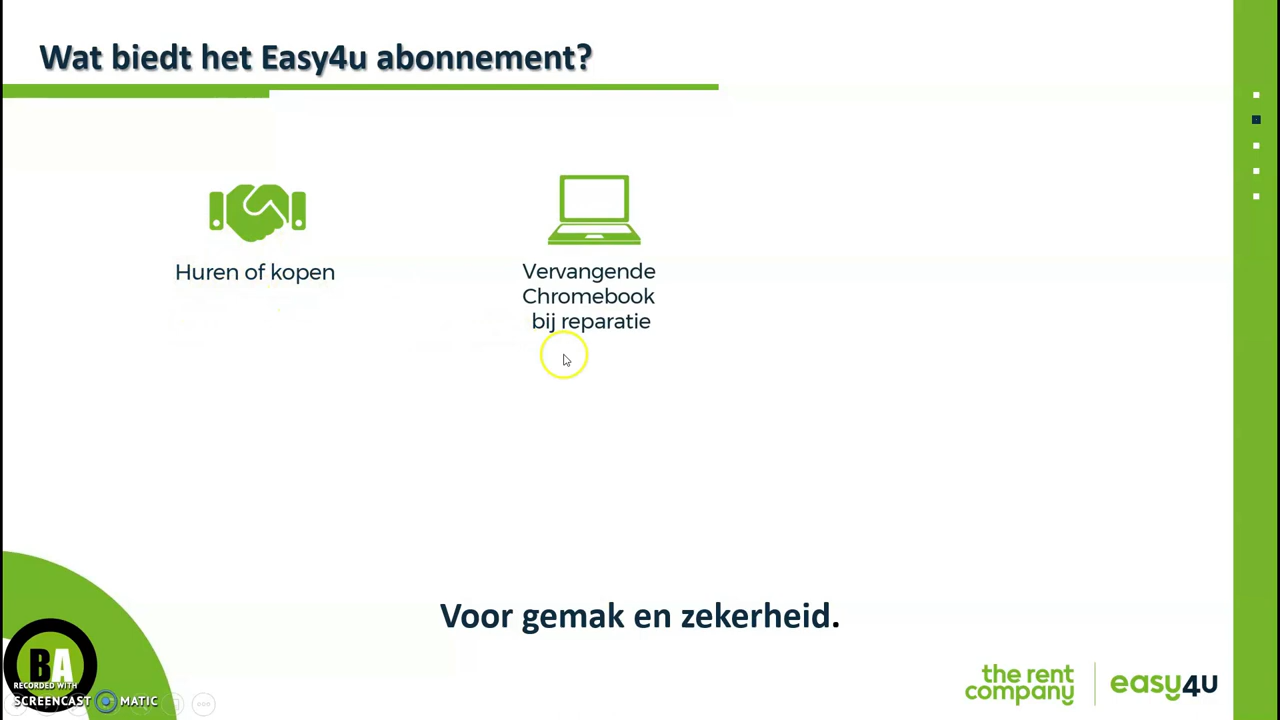 Wat biedt het Easy4u abonnement?
Huren of kopen
Vervangende
Chromebook
bij reparatie
Voor gemak en zekerheid.
BA
RECORDED WITH
SCREENCAST MATIC
the rent
company
easy4u